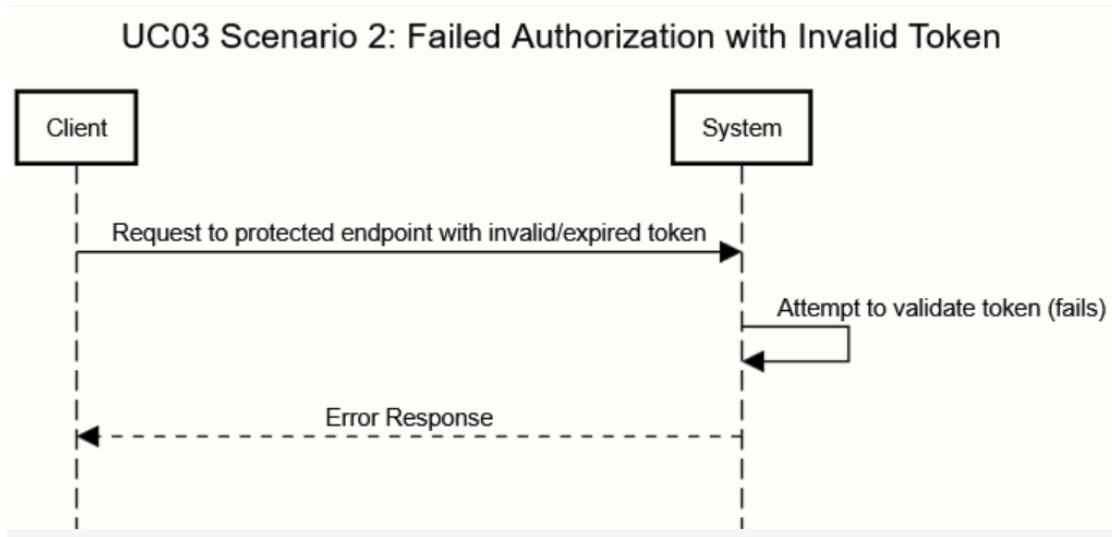 UC03 Scenario 2: Failed Authorization with Invalid Token
Client
System
Request to protected endpoint with invalid/expired token
Attempt to validate token (fails)
Error Response